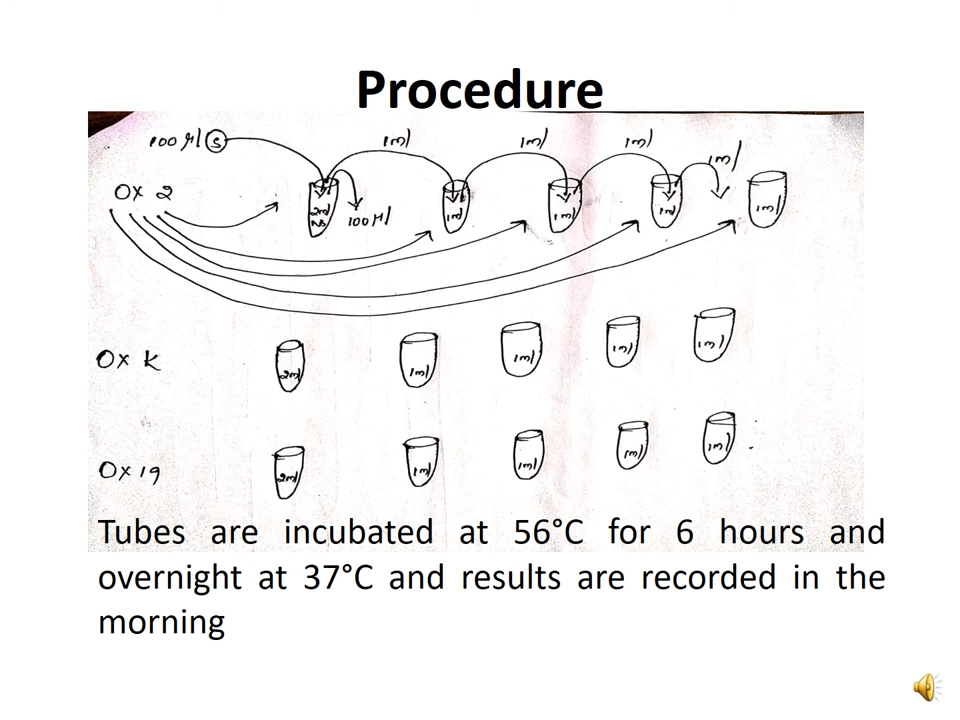 Procedure
100 μl S 1ml 1ml 1ml 1ml
OX 2 2ml NS 100 μl 1ml 1ml 1ml 1ml
OX K 2ml 1ml 1ml 1ml 1ml
OX 19 2ml 1ml 1ml 1ml 1ml
Tubes are incubated at 56°C for 6 hours and
overnight at 37°C and results are recorded in the
morning